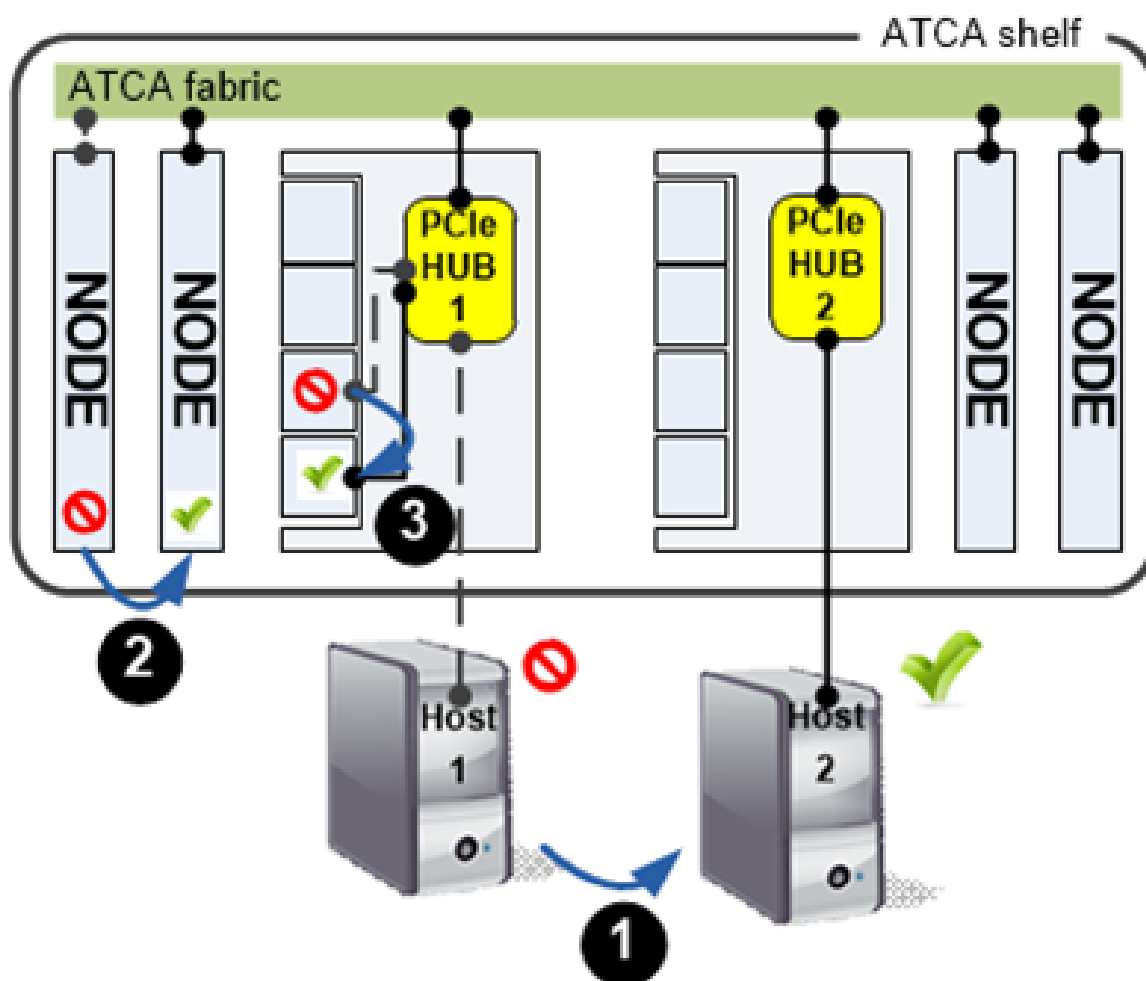 ATCA shelf
ATCA fabric
NODE
NODE
PCIe
HUB
1
PCIe
HUB
2
NODE
NODE
3
2
Host
1
Host
2
1